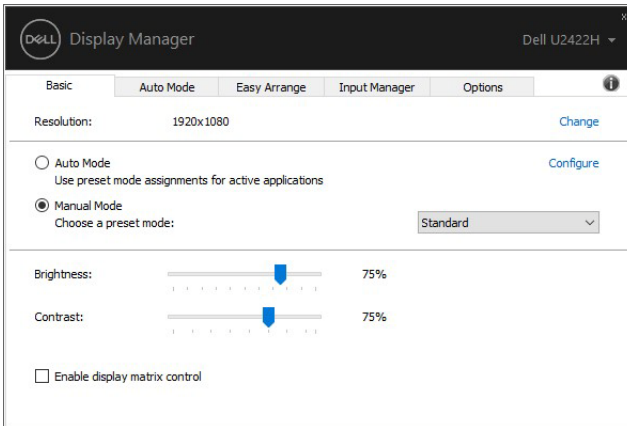 x
DELL Display Manager Dell U2422H
Basic Auto Mode Easy Arrange Input Manager Options i
Resolution: 1920x1080 Change
Auto Mode Configure
Use preset mode assignments for active applications
Manual Mode
Choose a preset mode: Standard
Brightness: 75%
Contrast: 75%
Enable display matrix control